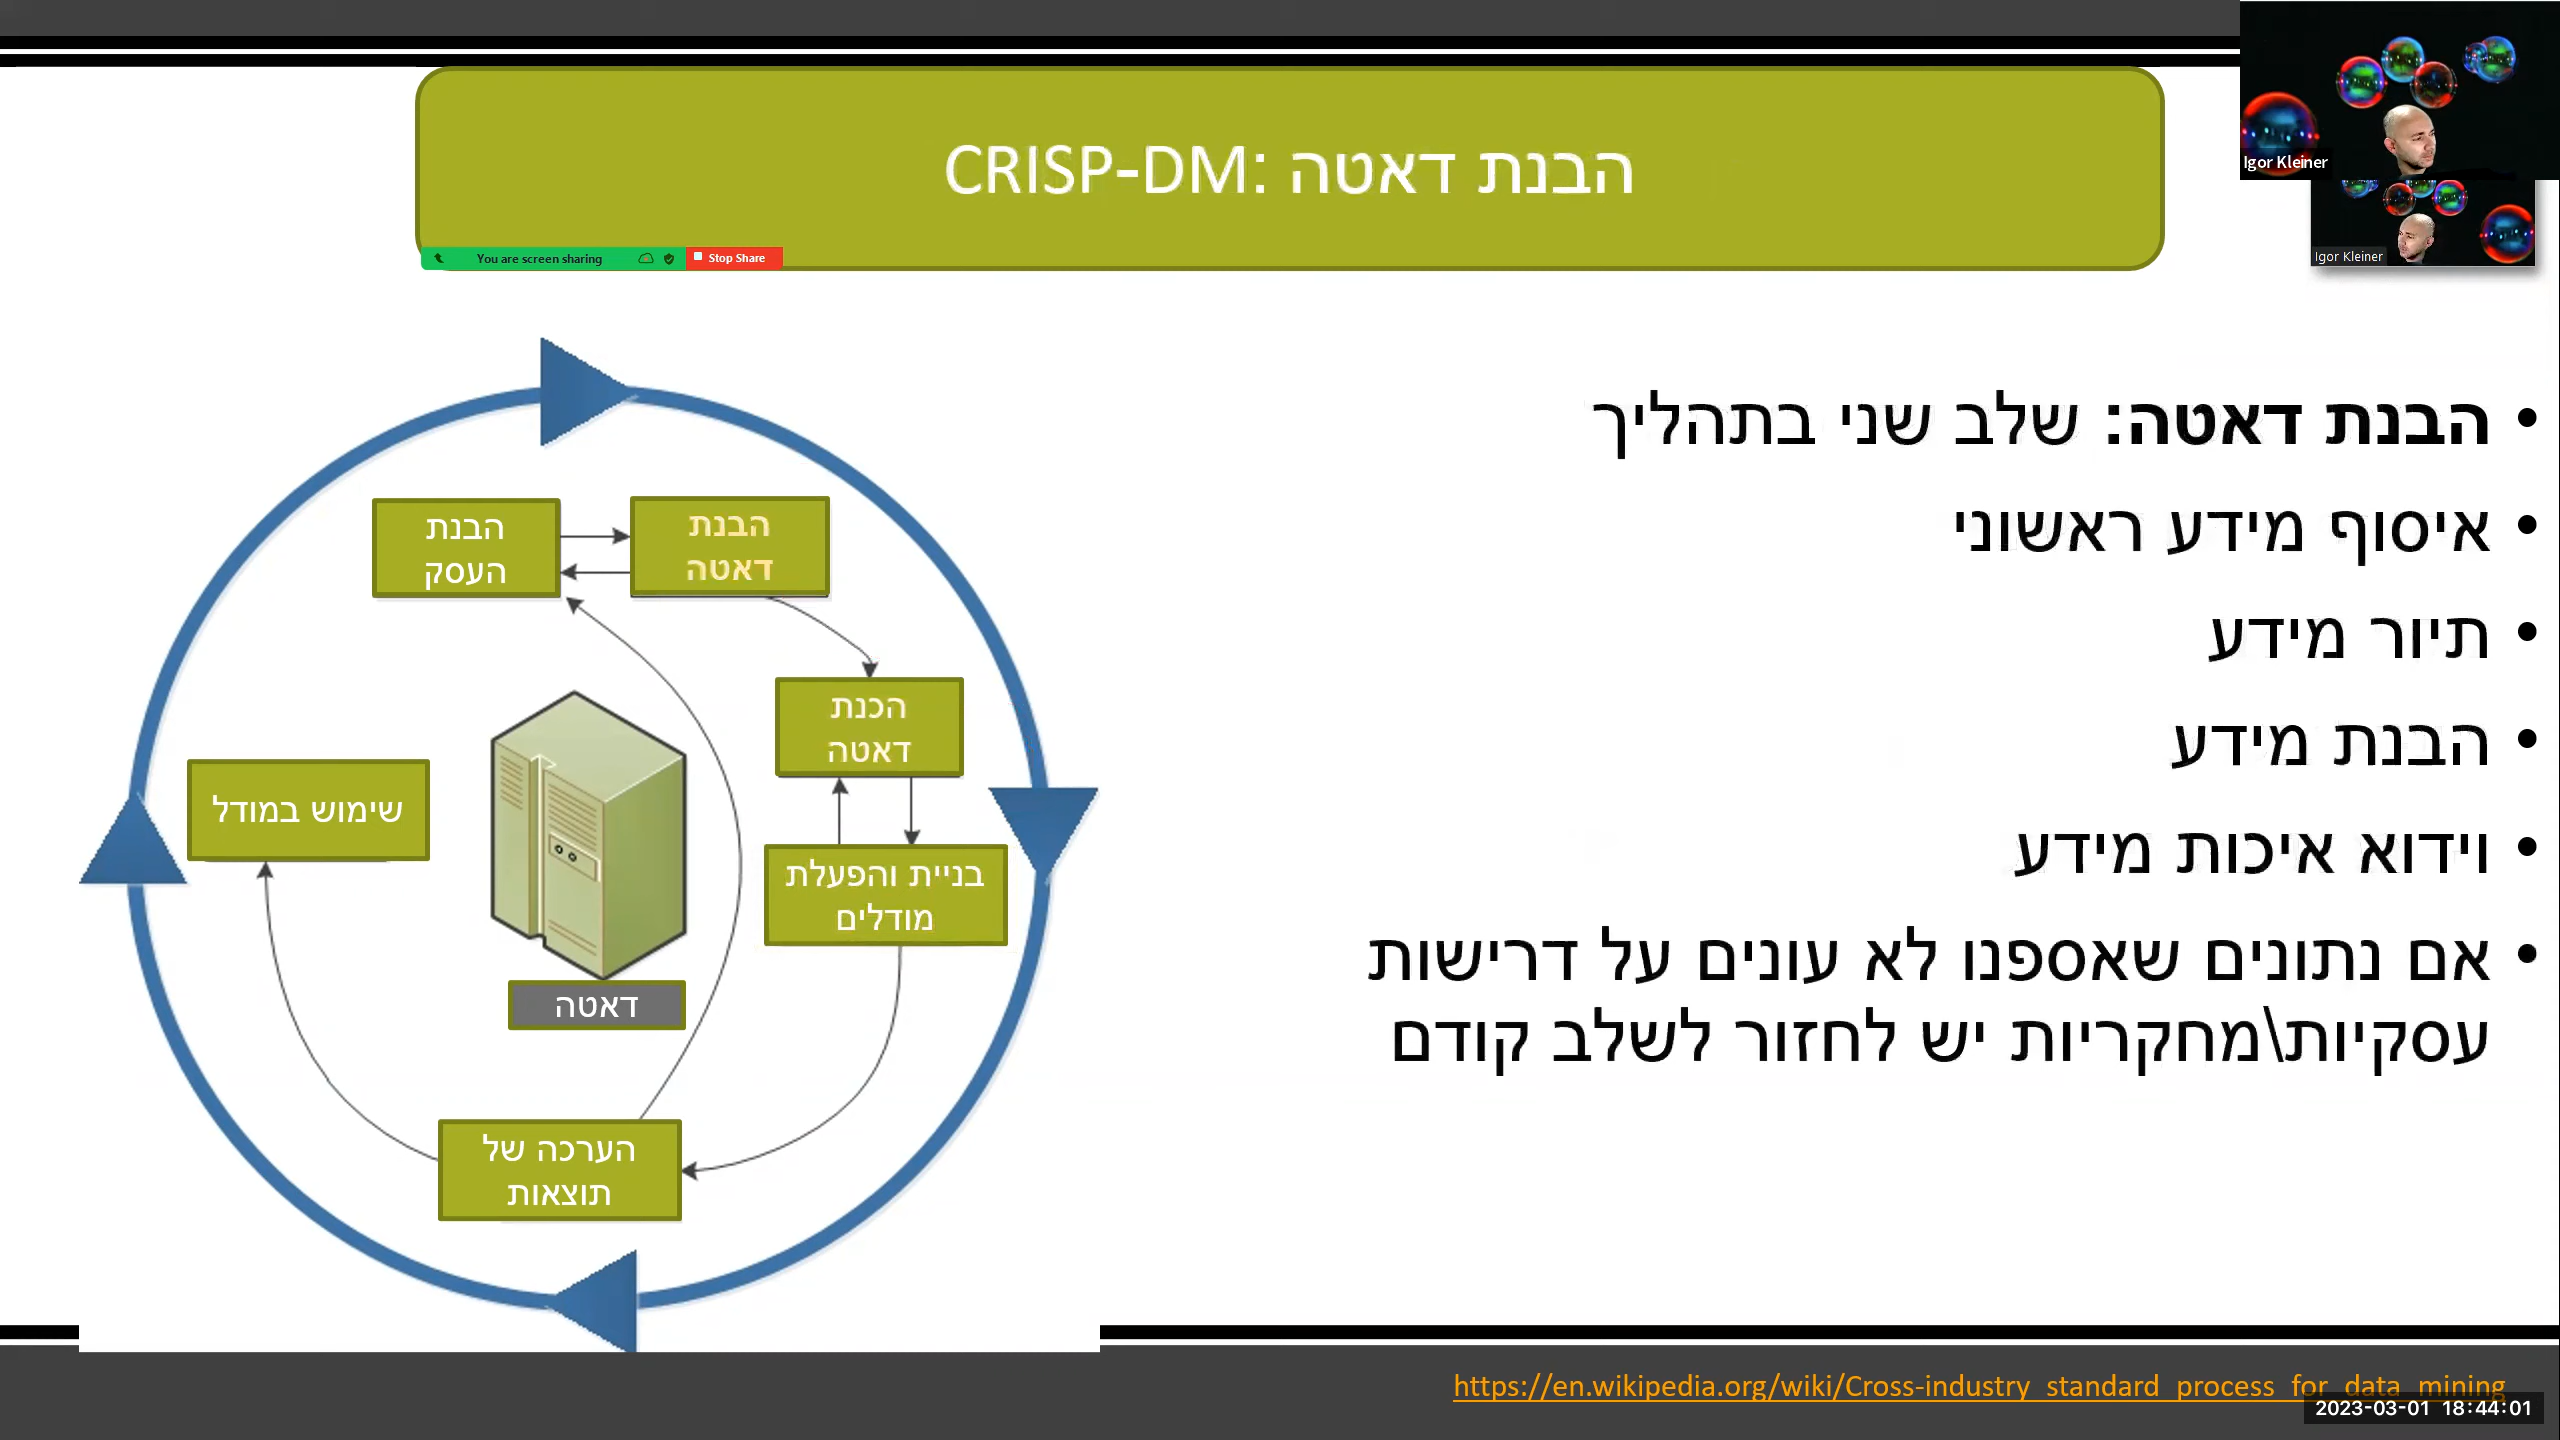 CRISP-DM: הבנת דאטה
Igor Kleiner
Igor Kleiner
You are screen sharing
Stop Share
• הבנת דאטה: שלב שני בתהליך
• איסוף מידע ראשוני
• תיור מידע
• הבנת מידע
• וידוא איכות מידע
• אם נתונים שאספנו לא עונים על דרישות
עסקיות\מחקריות יש לחזור לשלב קודם
הבנת
העסק
הבנת
דאטה
הכנת
דאטה
שימוש במודל
בניית והפעלת
מודלים
דאטה
הערכה של
תוצאות
https://en.wikipedia.org/wiki/Cross-industry_standard_process_for_data_mining
2023-03-01 18:44:01